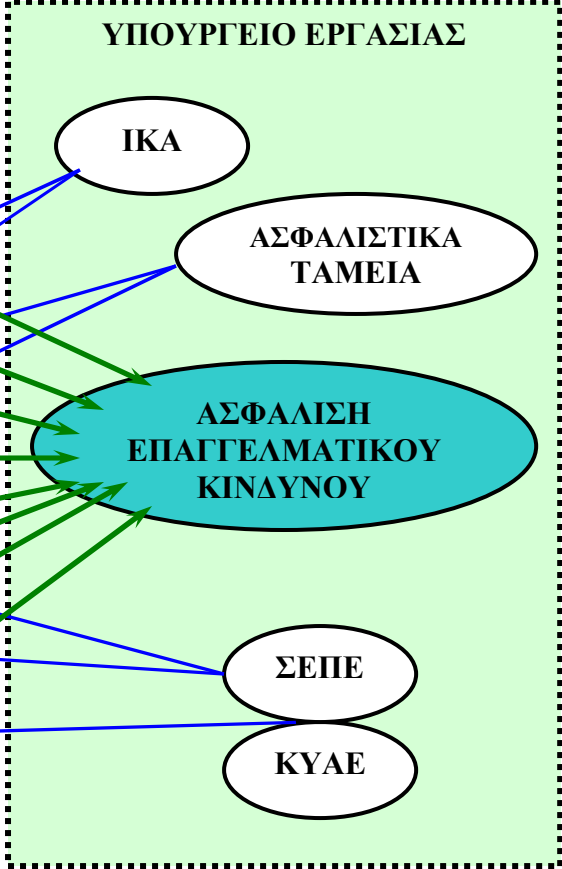 ΥΠΟΥΡΓΕΙΟ ΕΡΓΑΣΙΑΣ
ΙΚΑ
ΑΣΦΑΛΙΣΤΙΚΑ
ΤΑΜΕΙΑ
ΑΣΦΑΛΙΣΗ
ΕΠΑΓΓΕΛΜΑΤΙΚΟΥ
ΚΙΝΔΥΝΟΥ
ΣΕΠΕ
ΚΥΑΕ